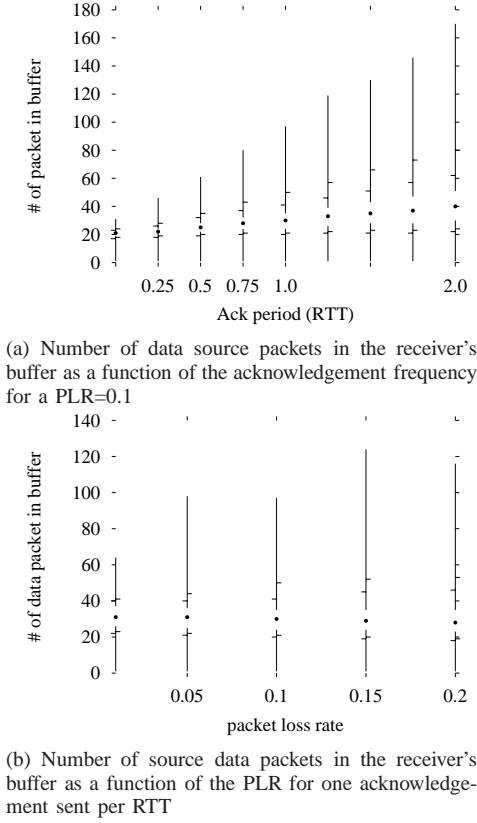 180
160
140
120
100
80
60
40
20
0
# of packet in buffer
0.25 0.5 0.75 1.0 2.0
Ack period (RTT)
(a) Number of data source packets in the receiver's
buffer as a function of the acknowledgement frequency
for a PLR=0.1
140
120
100
80
60
40
20
0
# of data packet in buffer
0.05 0.1 0.15 0.2
packet loss rate
(b) Number of source data packets in the receiver's
buffer as a function of the PLR for one acknowledge-
ment sent per RTT